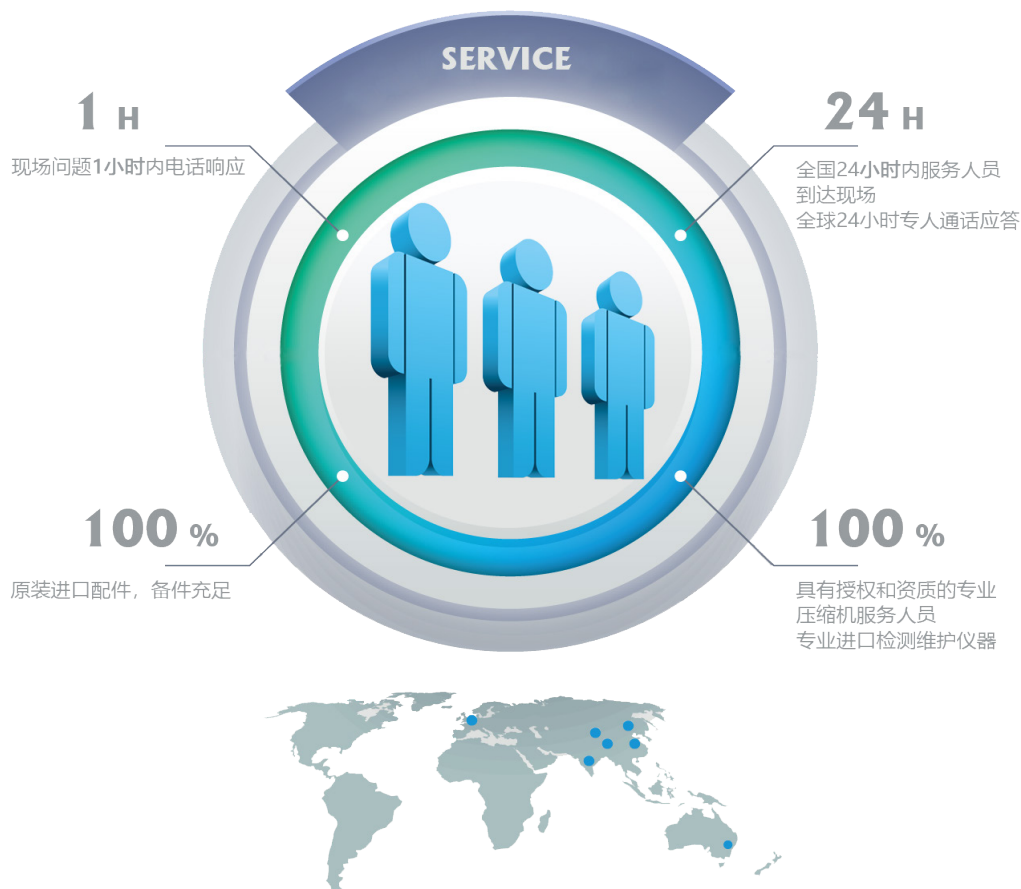 SERVICE
1 H
现场问题1小时内电话响应
24 H
全国24小时内服务人员
到达现场
全球24小时专人通话应答
100 %
原装进口配件，备件充足
100 %
具有授权和资质的专业
压缩机服务人员
专业进口检测维护仪器